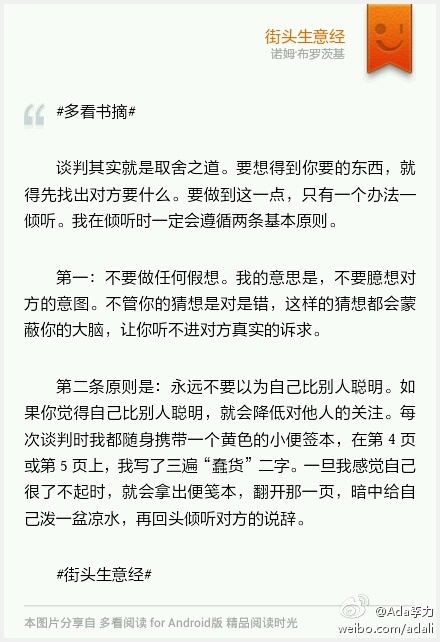 街头生意经
诺姆·布罗茨基
#多看书摘#
谈判其实就是取舍之道。要想得到你要的东西，就
得先找出对方要什么。要做到这一点，只有一个办法—
倾听。我在倾听时一定会遵循两条基本原则。
第一：不要做任何假想。我的意思是，不要臆想对
方的意图。不管你的猜想是对是错，这样的猜想都会蒙
蔽你的大脑，让你听不进对方真实的诉求。
第二条原则是：永远不要以为自己比别人聪明。如
果你觉得自己比别人聪明，就会降低对他人的关注。每
次谈判时我都随身携带一个黄色的小便签本，在第 4 页
或第 5 页上，我写了三遍“蠢货”二字。一旦我感觉自己
很了不起时，就会拿出便笺本，翻开那一页，暗中给自
己泼一盆凉水，再回头倾听对方的说辞。
#街头生意经#
本图片分享自 多看阅读 for Android版 精品阅读时光
@Ada李力
weibo.com/adali